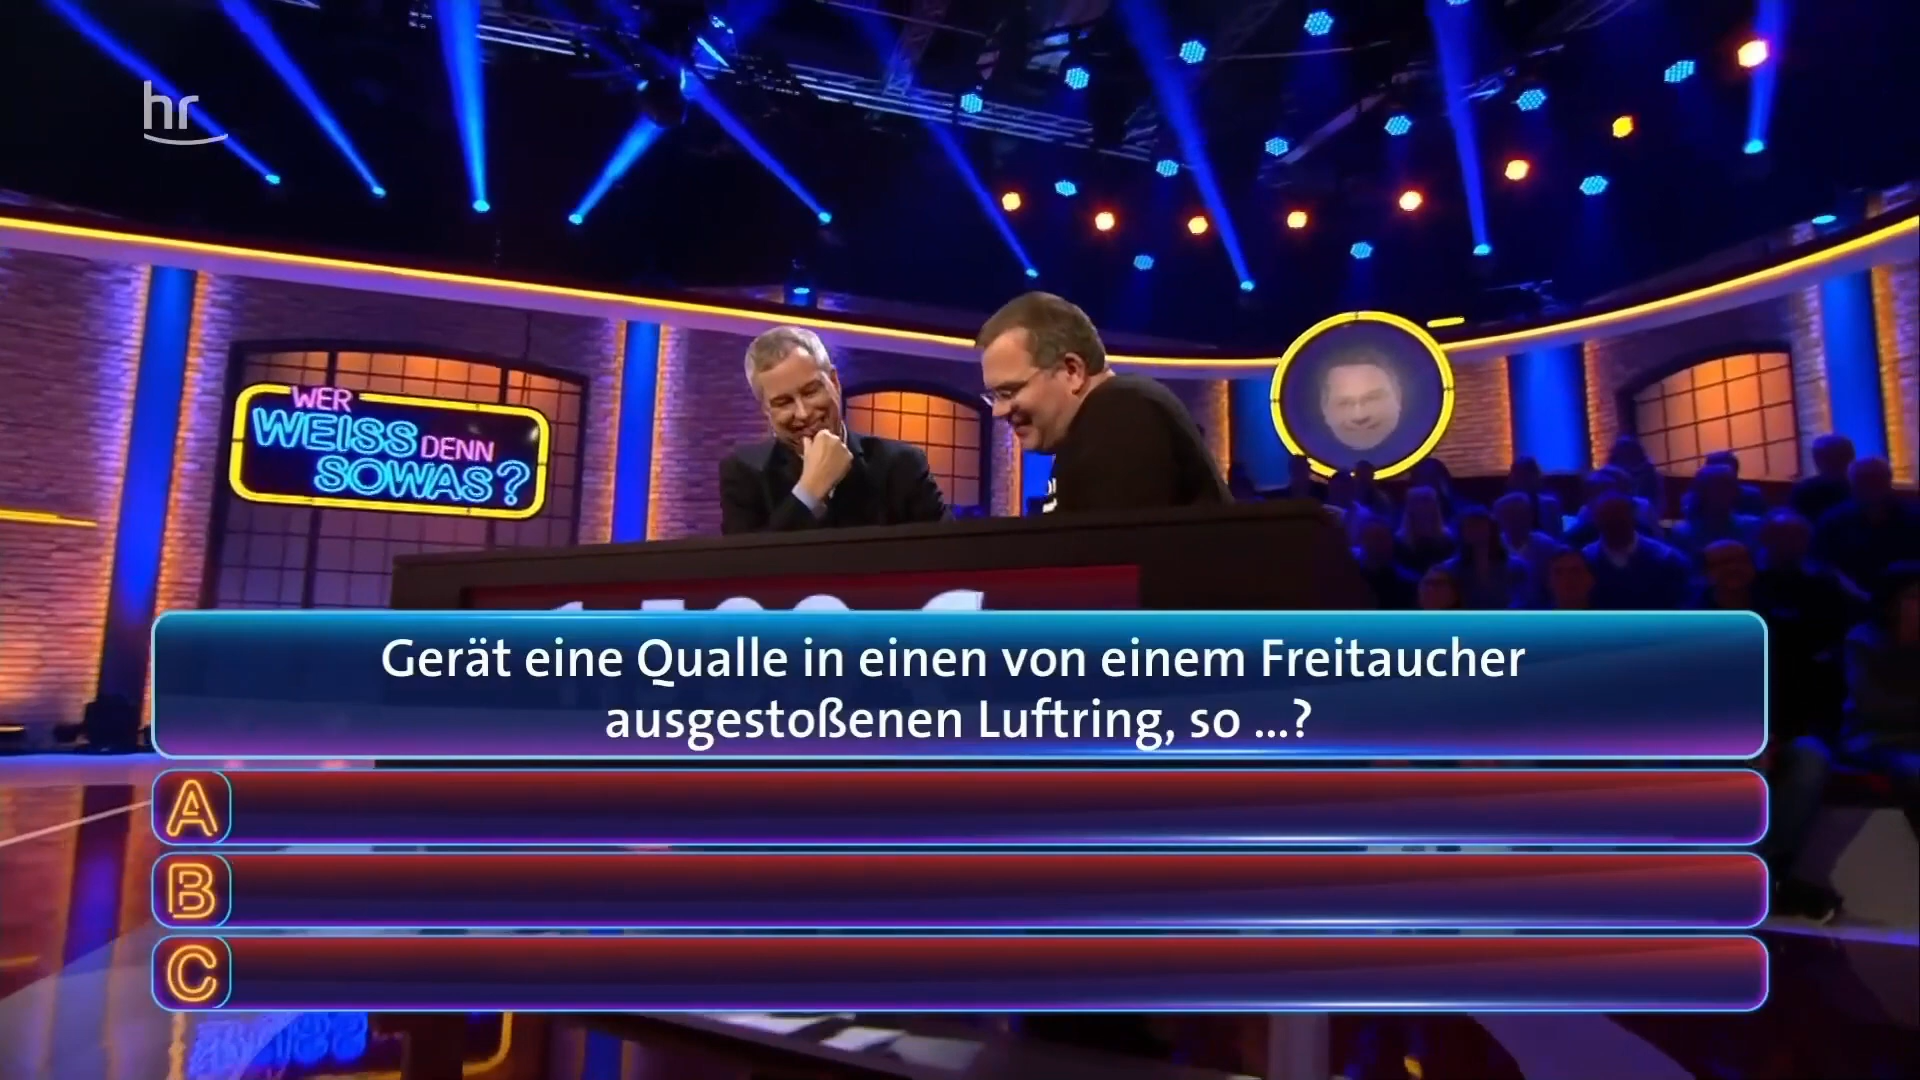 hr
WER
WEISS DENN
SOWAS?
Gerät eine Qualle in einen von einem Freitaucher
ausgestoßenen Luftring, so ...?
A
B
C